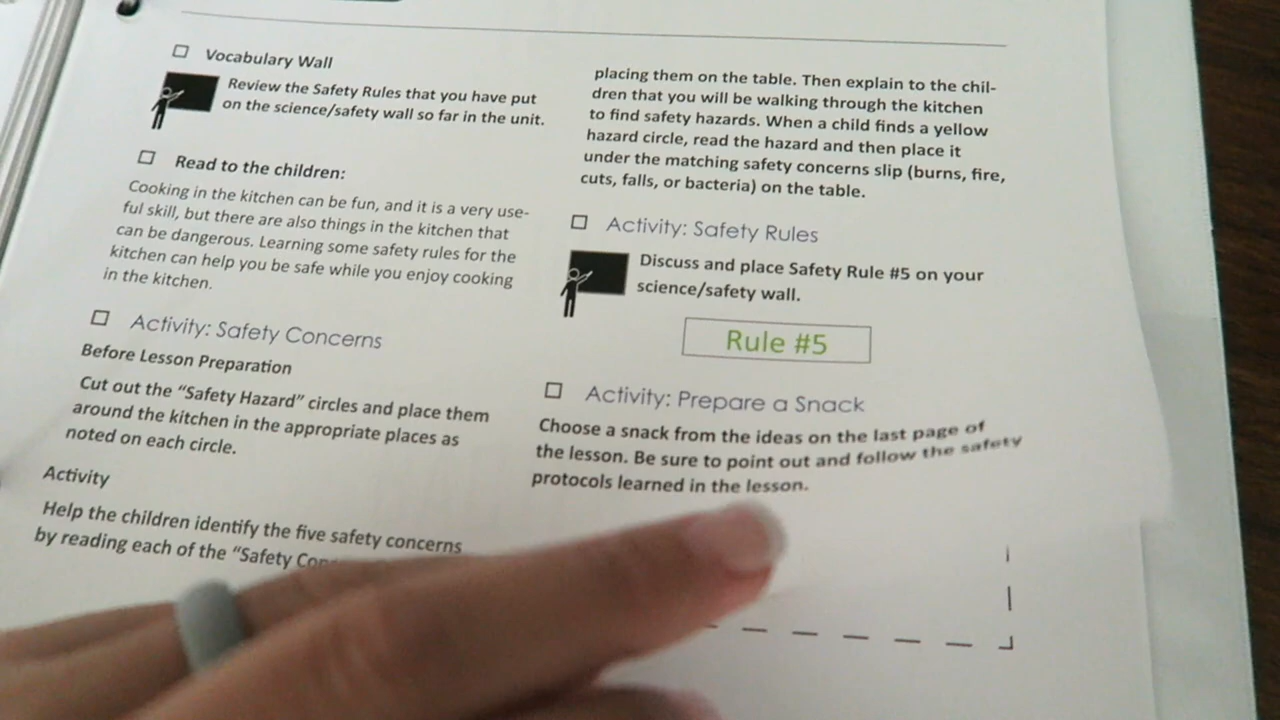 Vocabulary Wall
Review the Safety Rules that you have put
on the science/safety wall so far in the unit.
Read to the children:
Cooking in the kitchen can be fun, and it is a very use-
ful skill, but there are also things in the kitchen that
can be dangerous. Learning some safety rules for the
kitchen can help you be safe while you enjoy cooking
in the kitchen.
Activity: Safety Concerns
Before Lesson Preparation
Cut out the “Safety Hazard” circles and place them
around the kitchen in the appropriate places as
noted on each circle.
Activity
Help the children identify the five safety concerns
by reading each of the “Safety
placing them on the table. Then explain to the chil-
dren that you will be walking through the kitchen
to find safety hazards. When a child finds a yellow
hazard circle, read the hazard and then place it
under the matching safety concerns slip (burns, fire,
cuts, falls, or bacteria) on the table.
Activity: Safety Rules
Discuss and place Safety Rule #5 on your
science/safety wall.
Rule #5
Activity: Prepare a Snack
Choose a snack from the ideas on the last page of
the lesson. Be sure to point out and follow the safety
protocols learned in the lesson.